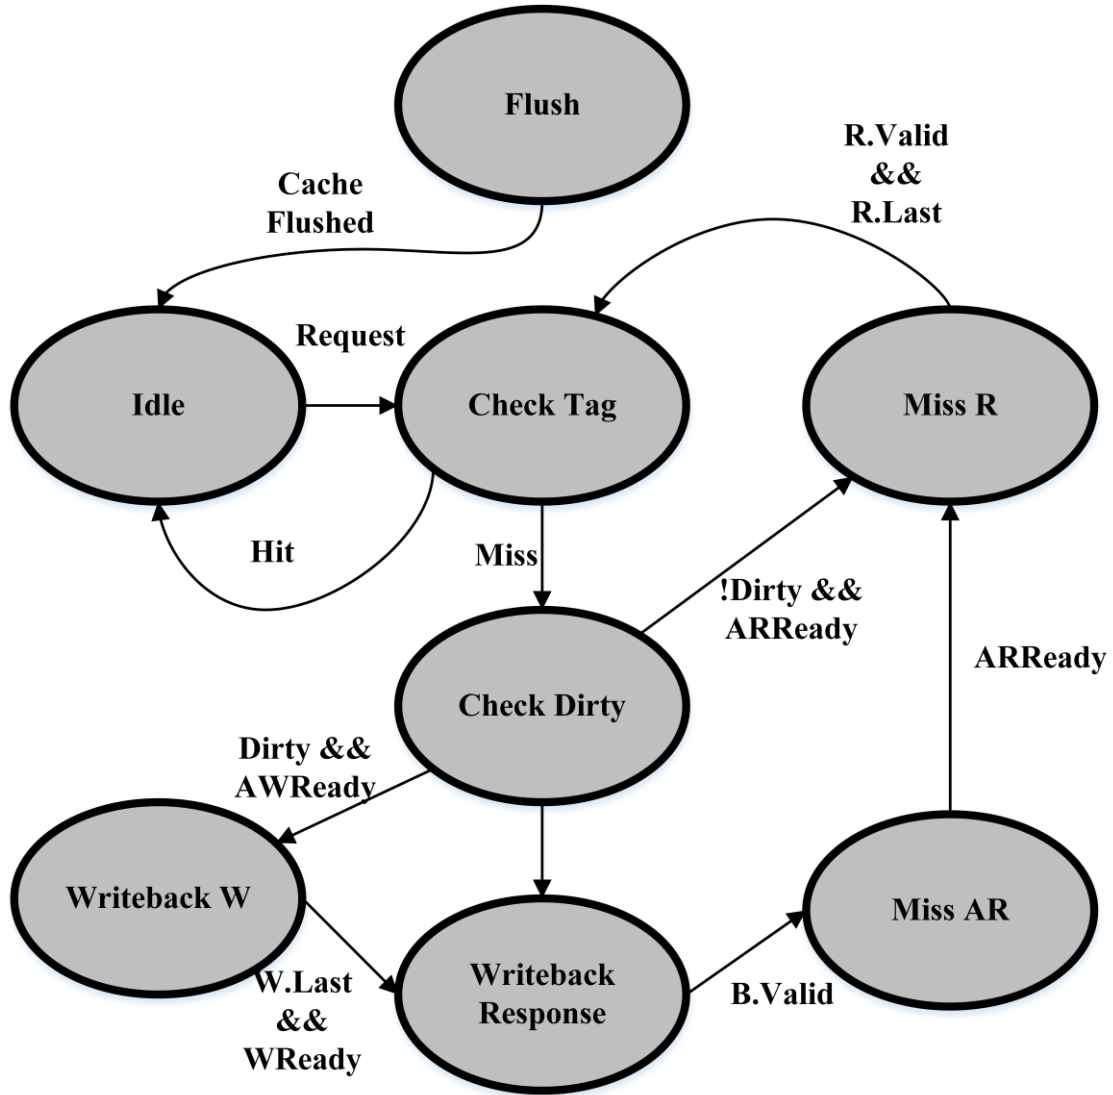 Flush
R.Valid
&&
R.Last
Cache
Flushed
Request
Idle
Check Tag
Miss R
Hit
Miss
!Dirty &&
ARReady
ARReady
Check Dirty
Dirty &&
AWReady
Writeback W
Miss AR
W.Last
&&
WReady
Writeback
Response
B.Valid